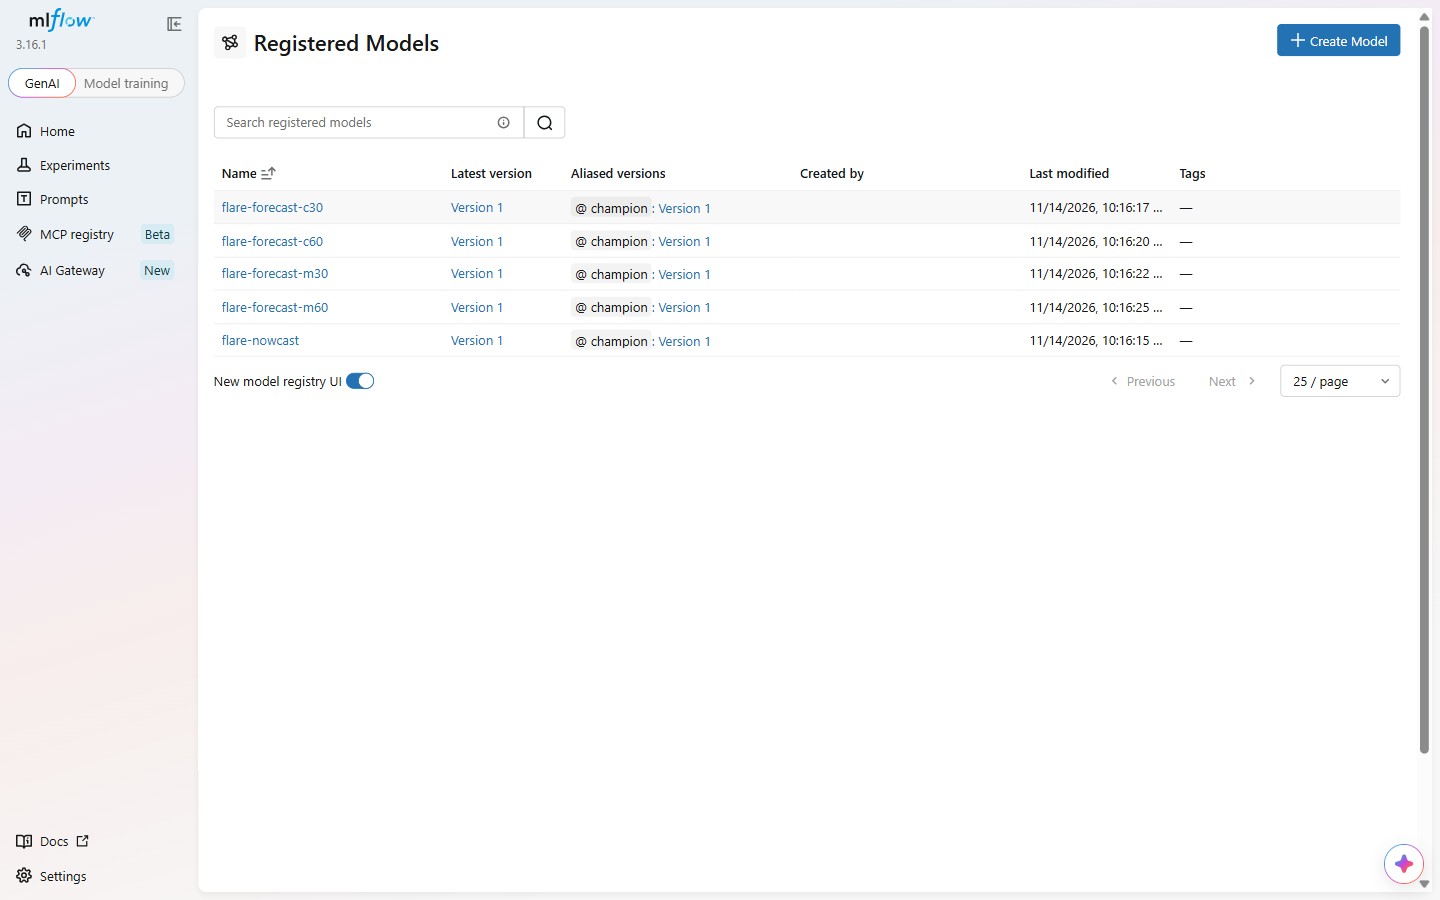 mlflow
3.16.1
GenAI
Model training
Home
Experiments
Prompts
MCP registry Beta
AI Gateway New
Docs
Settings
Registered Models
+ Create Model
Search registered models
Name Latest version Aliased versions Created by Last modified Tags
flare-forecast-c30 Version 1 @ champion : Version 1 11/14/2026, 10:16:17 ... —
flare-forecast-c60 Version 1 @ champion : Version 1 11/14/2026, 10:16:20 ... —
flare-forecast-m30 Version 1 @ champion : Version 1 11/14/2026, 10:16:22 ... —
flare-forecast-m60 Version 1 @ champion : Version 1 11/14/2026, 10:16:25 ... —
flare-nowcast Version 1 @ champion : Version 1 11/14/2026, 10:16:15 ... —
New model registry UI
Previous Next 25 / page